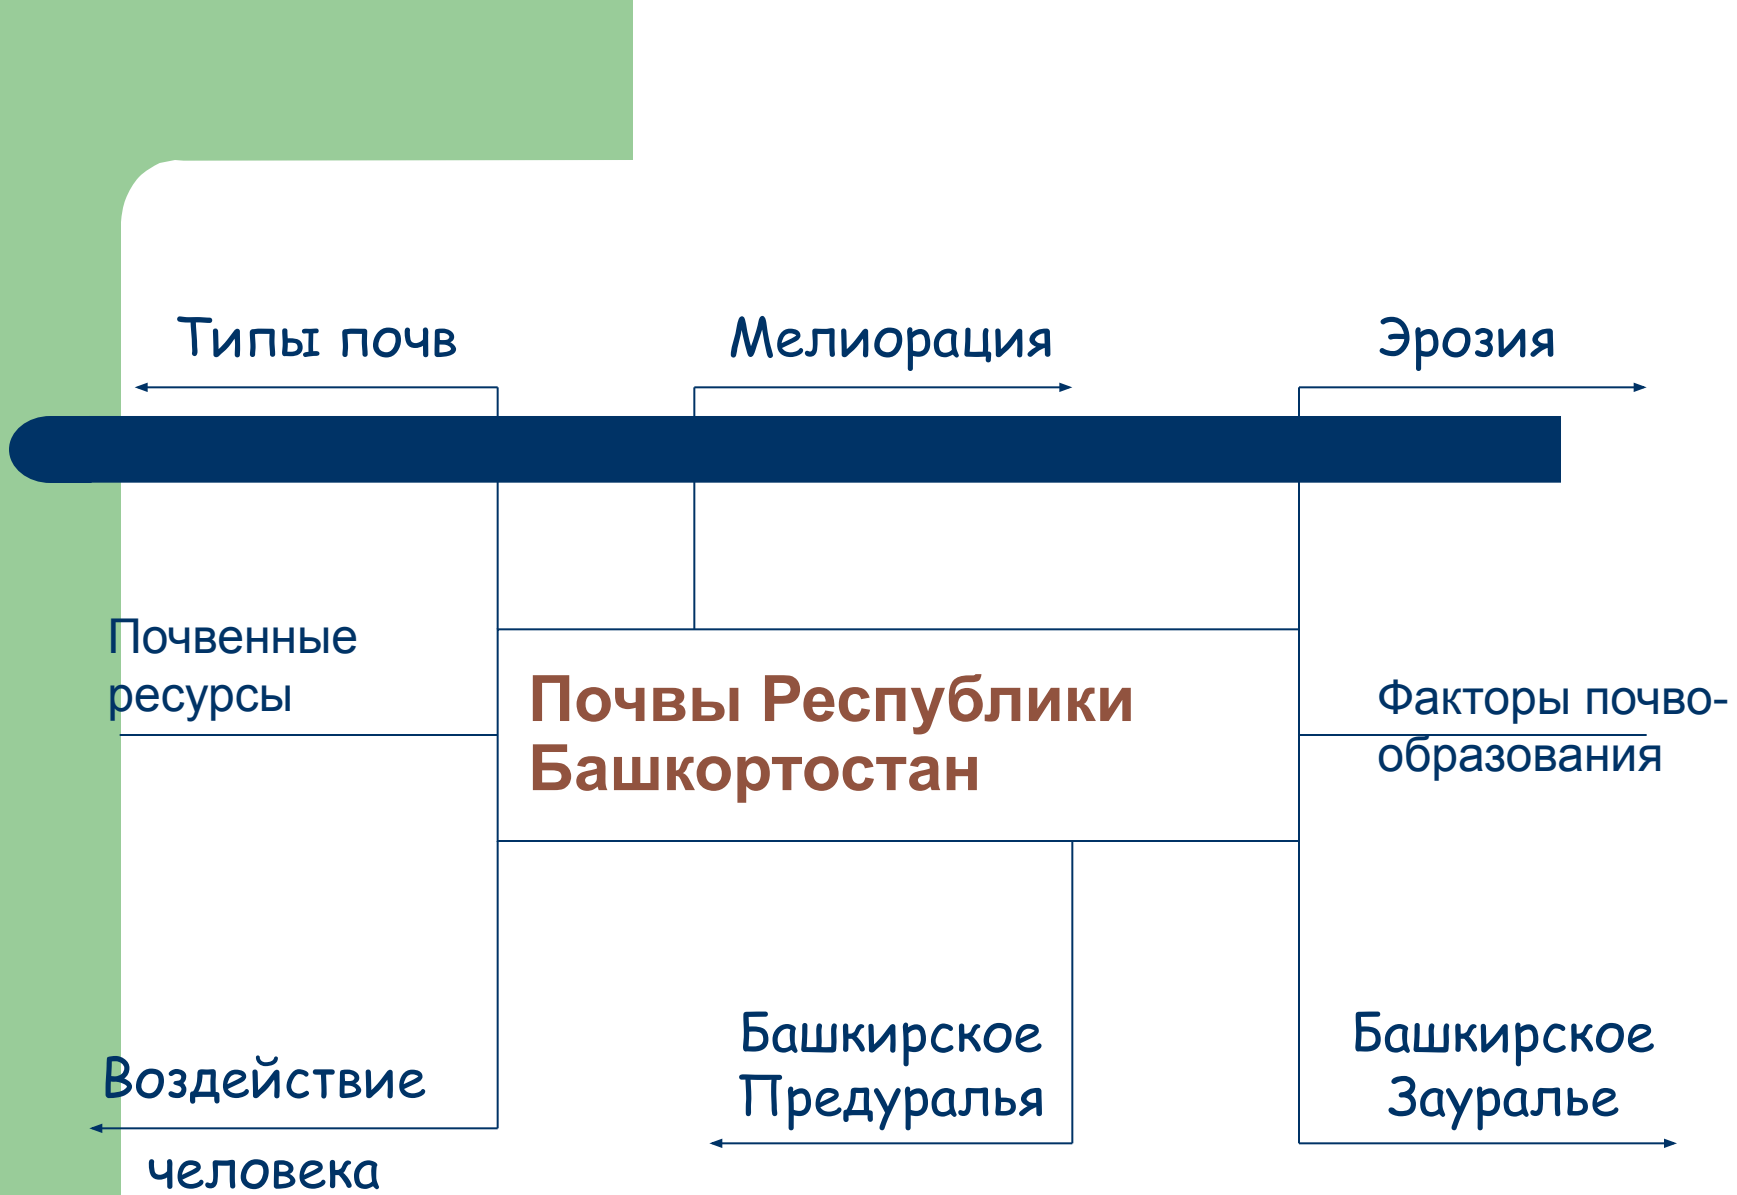 Типы почв
Мелиорация
Эрозия
Почвенные
ресурсы
Почвы Республики
Башкортостан
Факторы почво-
образования
Воздействие
человека
Башкирское
Предуралья
Башкирское
Зауралье